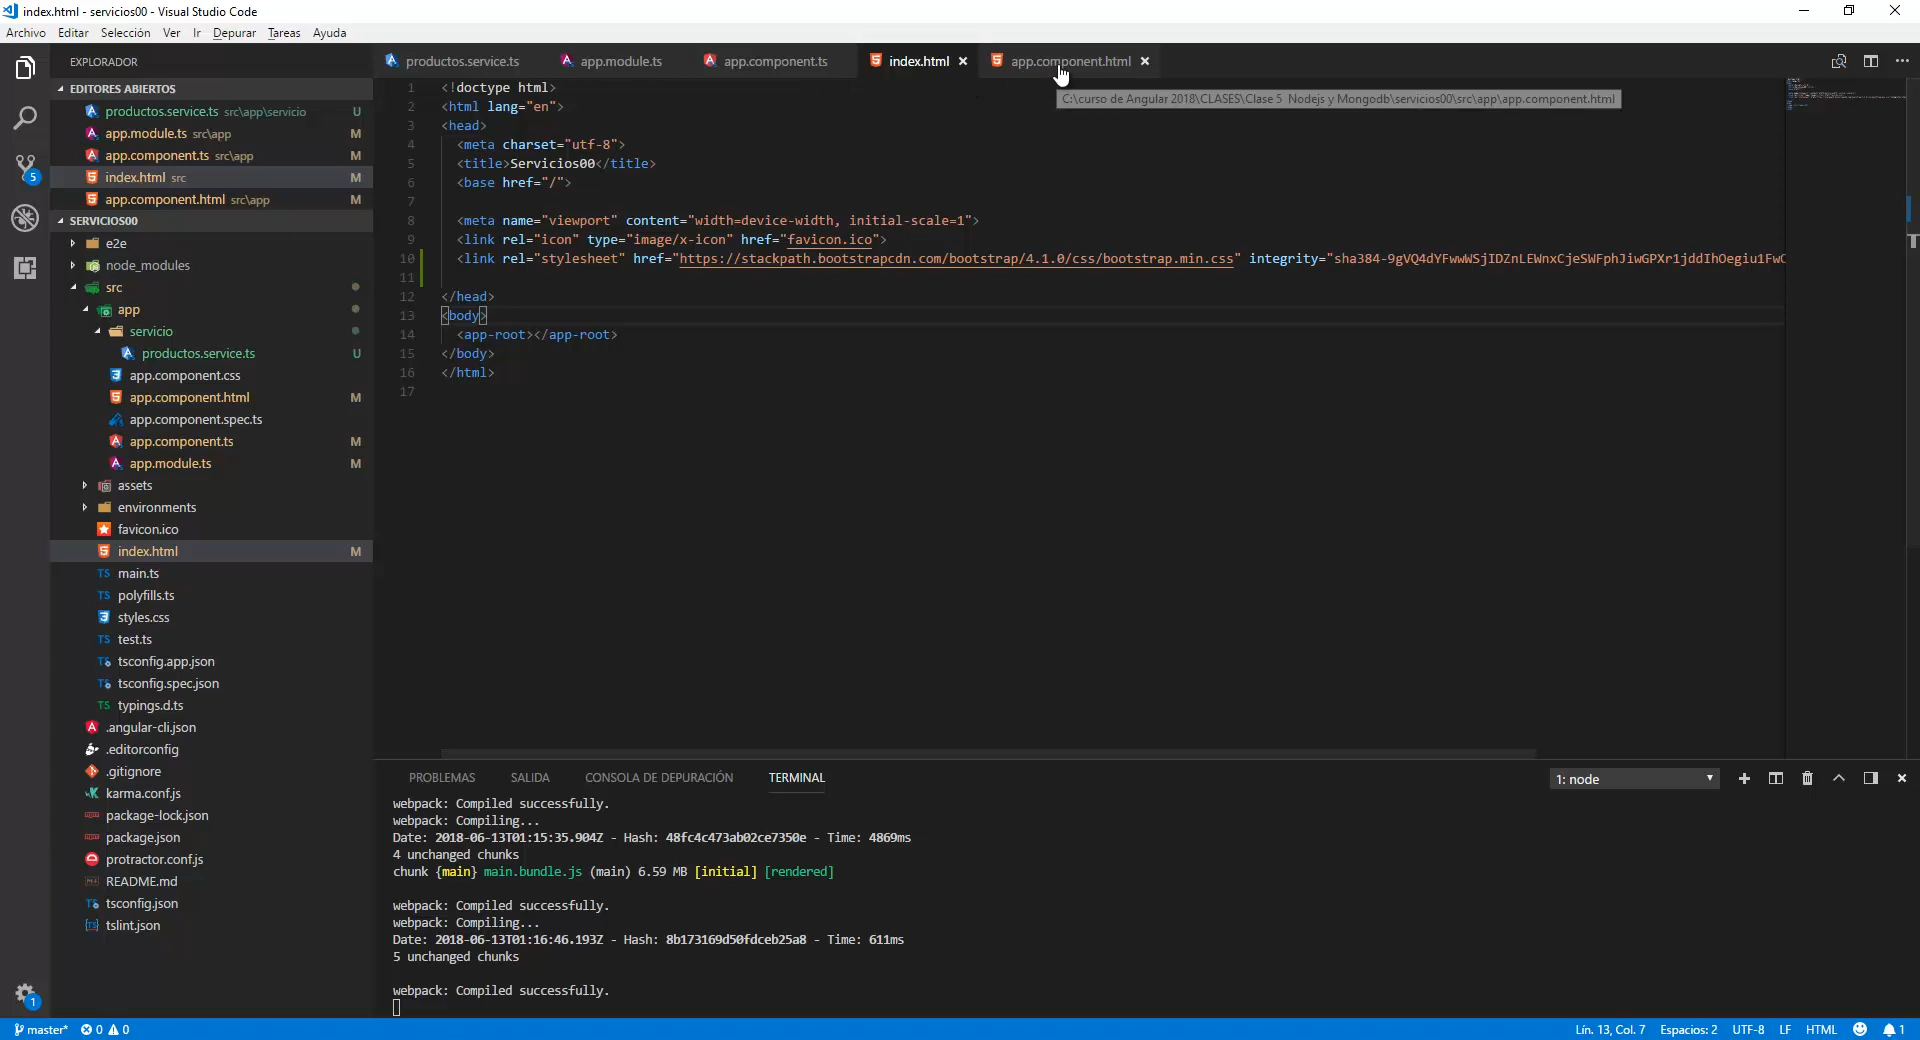 index.html - servicios00 - Visual Studio Code
Archivo Editar Selección Ver Ir Depurar Tareas Ayuda
EXPLORADOR
EDITORES ABIERTOS
productos.service.ts src\app\servicio U
app.module.ts src\app M
app.component.ts src\app M
index.html src M
app.component.html src\app M
SERVICIOS00
e2e
node_modules
src
app
servicio
productos.service.ts U
app.component.css
app.component.html M
app.component.spec.ts
app.component.ts M
app.module.ts M
assets
environments
favicon.ico
index.html M
main.ts
polyfills.ts
styles.css
test.ts
tsconfig.app.json
tsconfig.spec.json
typings.d.ts
.angular-cli.json
.editorconfig
.gitignore
karma.conf.js
package-lock.json
package.json
protractor.conf.js
README.md
tsconfig.json
tslint.json
5
1
productos.service.ts app.module.ts app.component.ts index.html app.component.html
C:\curso de Angular 2018\CLASES\Clase 5 Nodejs y Mongodb\servicios00\src\app\app.component.html
1 <!doctype html>
2 <html lang="en">
3 <head>
4 <meta charset="utf-8">
5 <title>Servicios00</title>
6 <base href="/">
7
8 <meta name="viewport" content="width=device-width, initial-scale=1">
9 <link rel="icon" type="image/x-icon" href="favicon.ico">
10 <link rel="stylesheet" href="https://stackpath.bootstrapcdn.com/bootstrap/4.1.0/css/bootstrap.min.css" integrity="sha384-9gVQ4dYFwwWSjIDZnLEWnxCjeSWFphJiwGPXr1jddIhOegiu1FwO
11
12 </head>
13 <body>
14 <app-root></app-root>
15 </body>
16 </html>
17
PROBLEMAS SALIDA CONSOLA DE DEPURACIÓN TERMINAL 1: node
webpack: Compiled successfully.
webpack: Compiling...
Date: 2018-06-13T01:15:35.904Z - Hash: 48fc4c473ab02ce7350e - Time: 4869ms
4 unchanged chunks
chunk {main} main.bundle.js (main) 6.59 MB [initial] [rendered]
webpack: Compiled successfully.
webpack: Compiling...
Date: 2018-06-13T01:16:46.193Z - Hash: 8b173169d50fdceb25a8 - Time: 611ms
5 unchanged chunks
webpack: Compiled successfully.
master* 0 0 Lín. 13, Col. 7 Espacios: 2 UTF-8 LF HTML 1